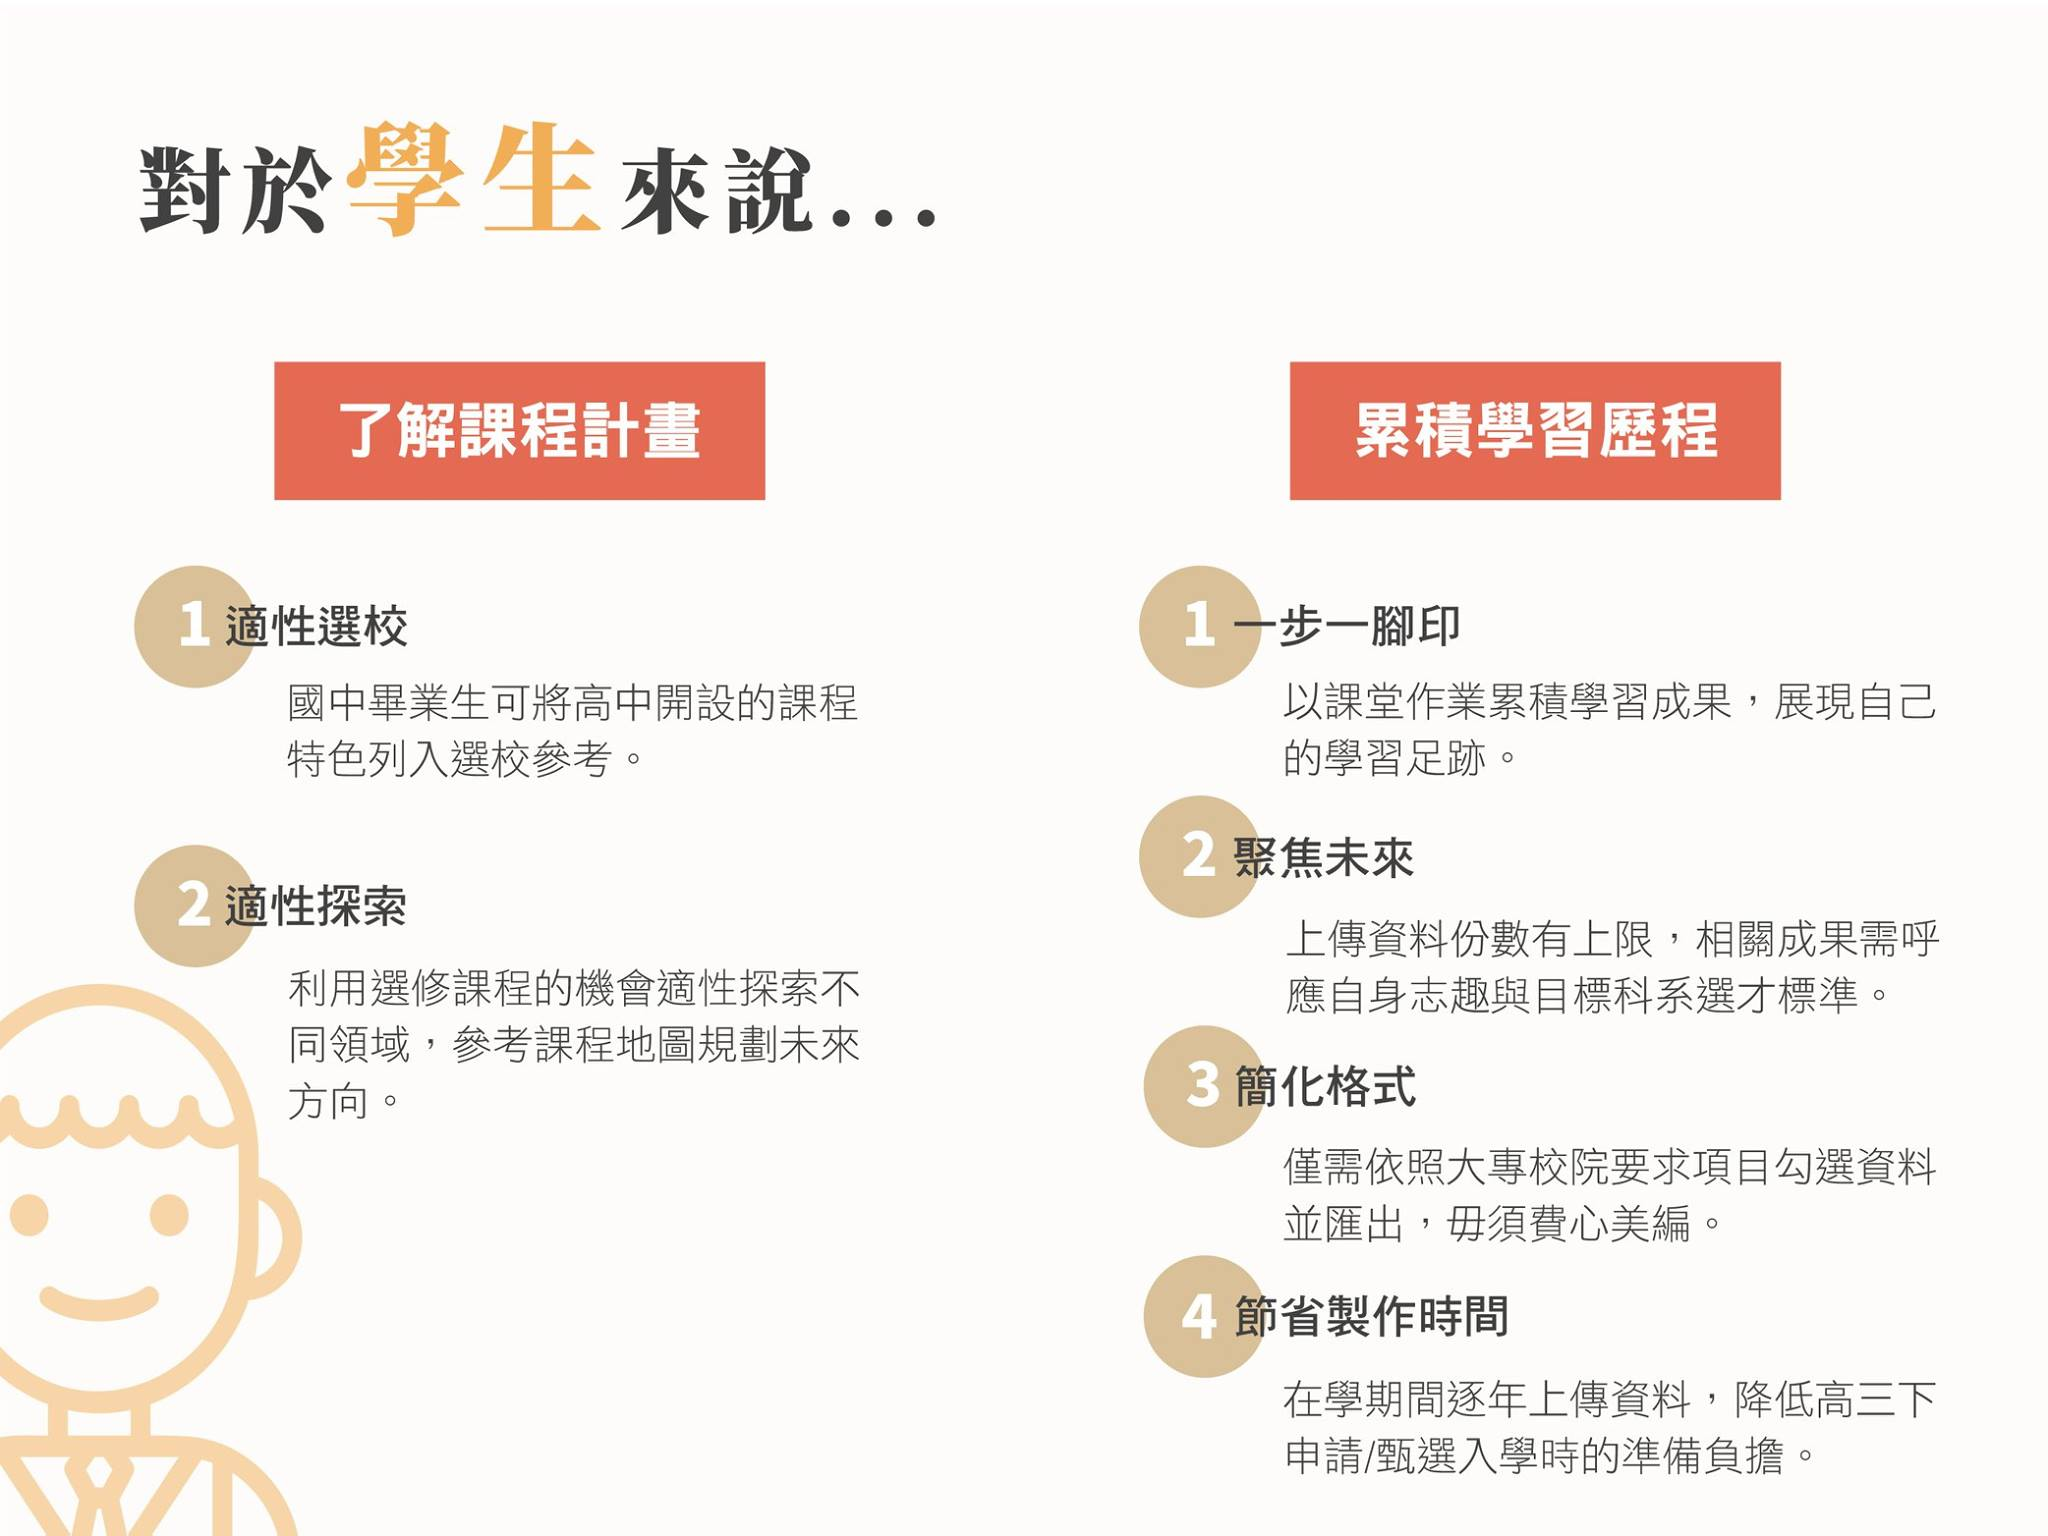 對於學生來說...
了解課程計畫
1 適性選校
國中畢業生可將高中開設的課程
特色列入選校參考。
2 適性探索
利用選修課程的機會適性探索不
同領域，參考課程地圖規劃未來
方向。
累積學習歷程
1 一步一腳印
以課堂作業累積學習成果，展現自己
的學習足跡。
2 聚焦未來
上傳資料份數有上限，相關成果需呼
應自身志趣與目標科系選才標準。
3 簡化格式
僅需依照大專校院要求項目勾選資料
並匯出，毋須費心美編。
4 節省製作時間
在學期間逐年上傳資料，降低高三下
申請/甄選入學時的準備負擔。